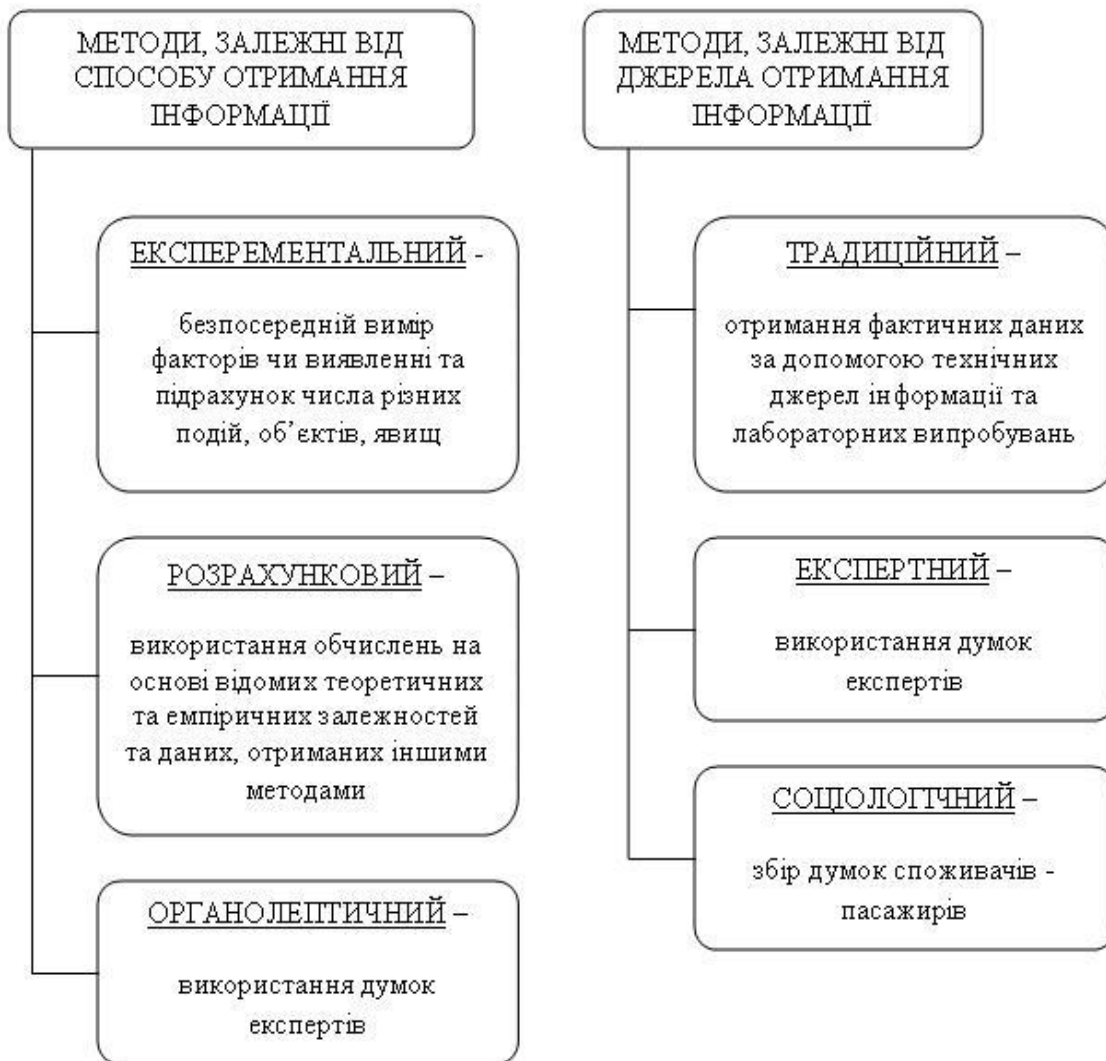 МЕТОДИ, ЗАЛЕЖНІ ВІД
СПОСОБУ ОТРИМАННЯ
ІНФОРМАЦІЇ
ЕКСПЕРЕМЕНТАЛЬНИЙ -
безпосередній вимір
факторів чи виявленні та
підрахунок числа різних
подій, об’єктів, явищ
РОЗРАХУНКОВИЙ –
використання обчислень на
основі відомих теоретичних
та емпіричних залежностей
та даних, отриманих іншими
методами
ОРГАНОЛЕПТИЧНИЙ –
використання думок
експертів
МЕТОДИ, ЗАЛЕЖНІ ВІД
ДЖЕРЕЛА ОТРИМАННЯ
ІНФОРМАЦІЇ
ТРАДИЦІЙНИЙ –
отримання фактичних даних
за допомогою технічних
джерел інформації та
лабораторних випробувань
ЕКСПЕРТНИЙ –
використання думок
експертів
СОЦІОЛОГІЧНИЙ –
збір думок споживачів -
пасажирів